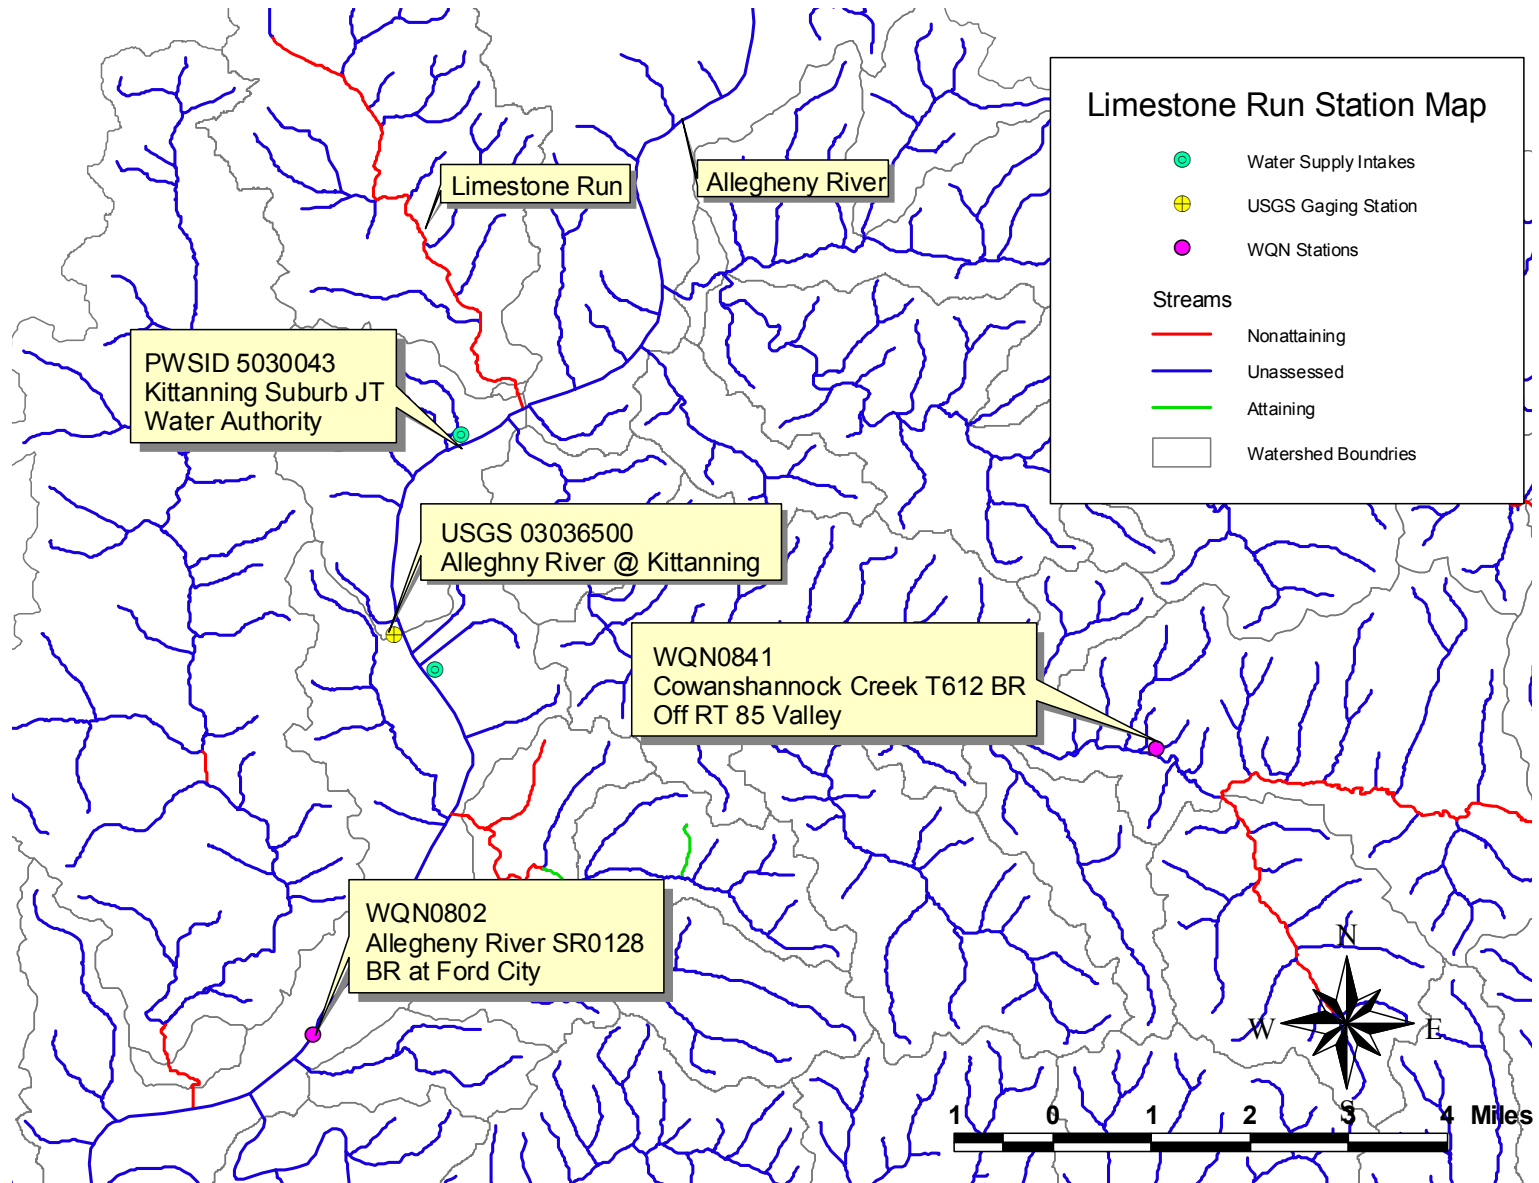 Limestone Run Station Map
Water Supply Intakes
USGS Gaging Station
WQN Stations
Streams
Nonattaining
Unassessed
Attaining
Watershed Boundries
Limestone Run
Allegheny River
PWSID 5030043
Kittanning Suburb JT
Water Authority
USGS 03036500
Alleghny River @ Kittanning
WQN0841
Cowanshannock Creek T612 BR
Off RT 85 Valley
WQN0802
Allegheny River SR0128
BR at Ford City
N
W
E
S
1 0 1 2 3 4 Miles